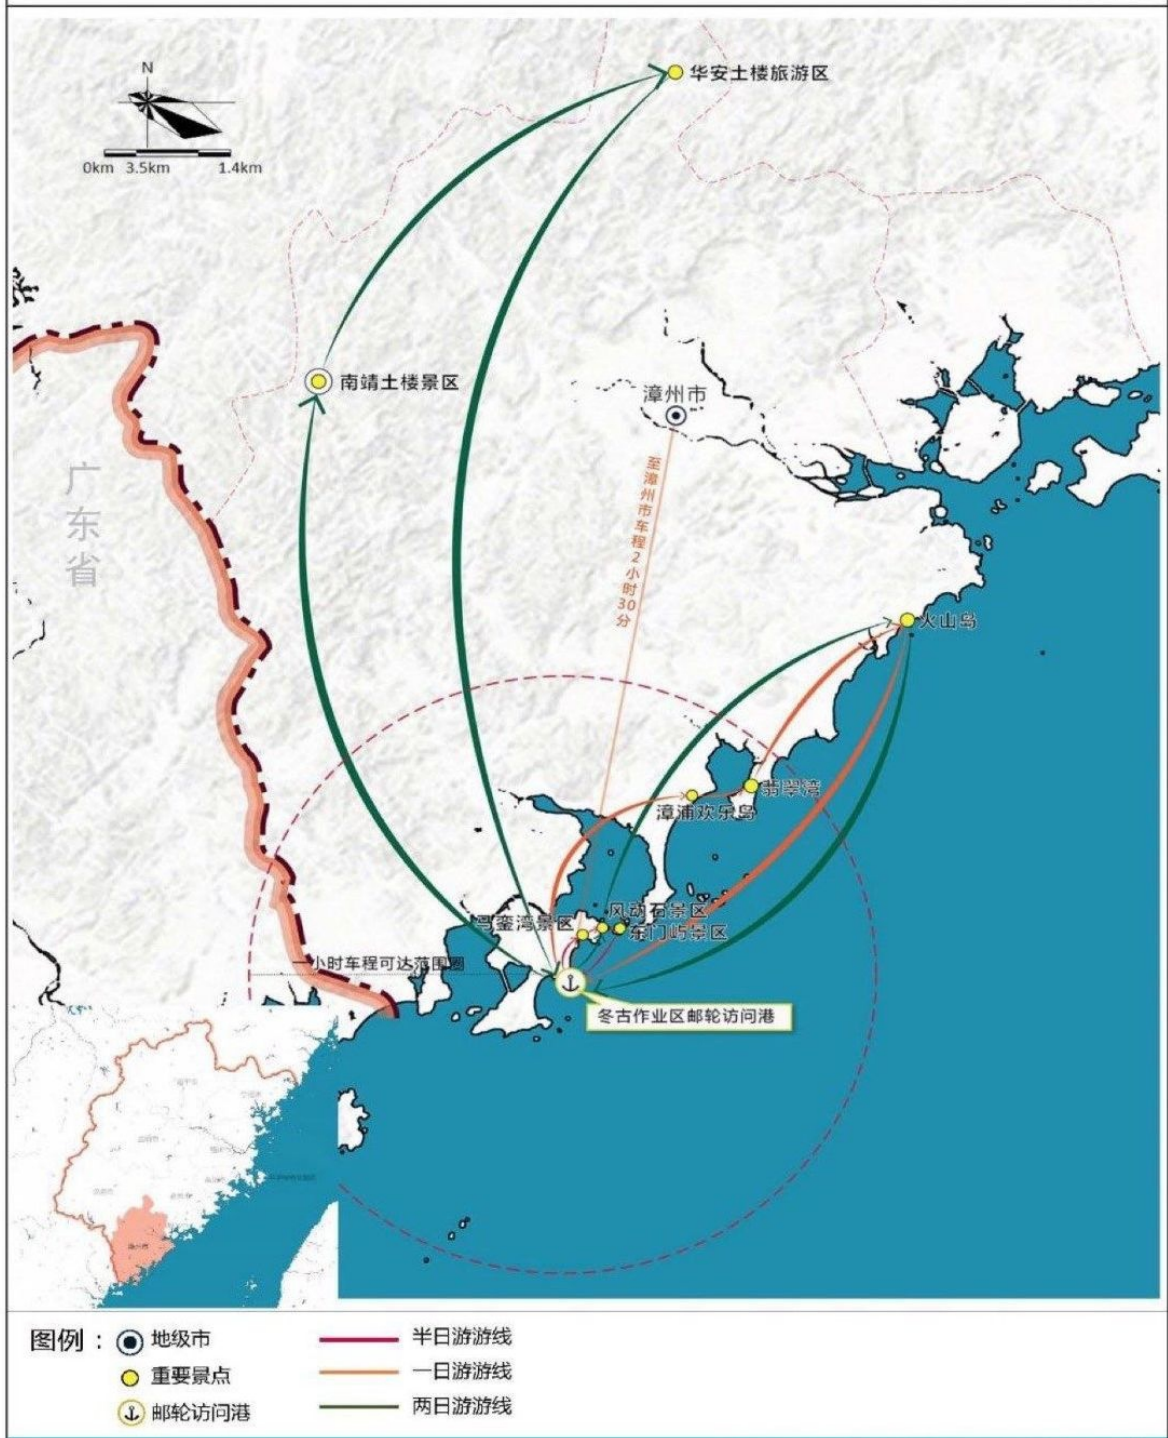 N
0km 3.5km 1.4km
华安土楼旅游区
南靖土楼景区
漳州市
广东省
至漳州市车程2小时30分
火山岛
翡翠湾
漳浦欢乐岛
风动石景区
马銮湾景区
东门屿景区
一小时车程可达范围圈
冬古作业区邮轮访问港
图例：
地级市
半日游游线
重要景点
一日游游线
邮轮访问港
两日游游线